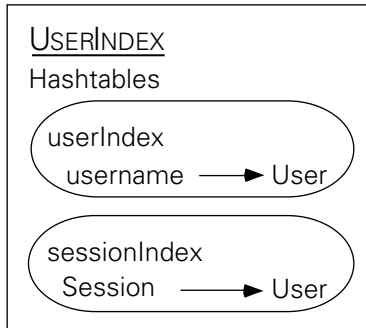 USERINDEX
Hashtables
userIndex
username User
sessionIndex
Session User